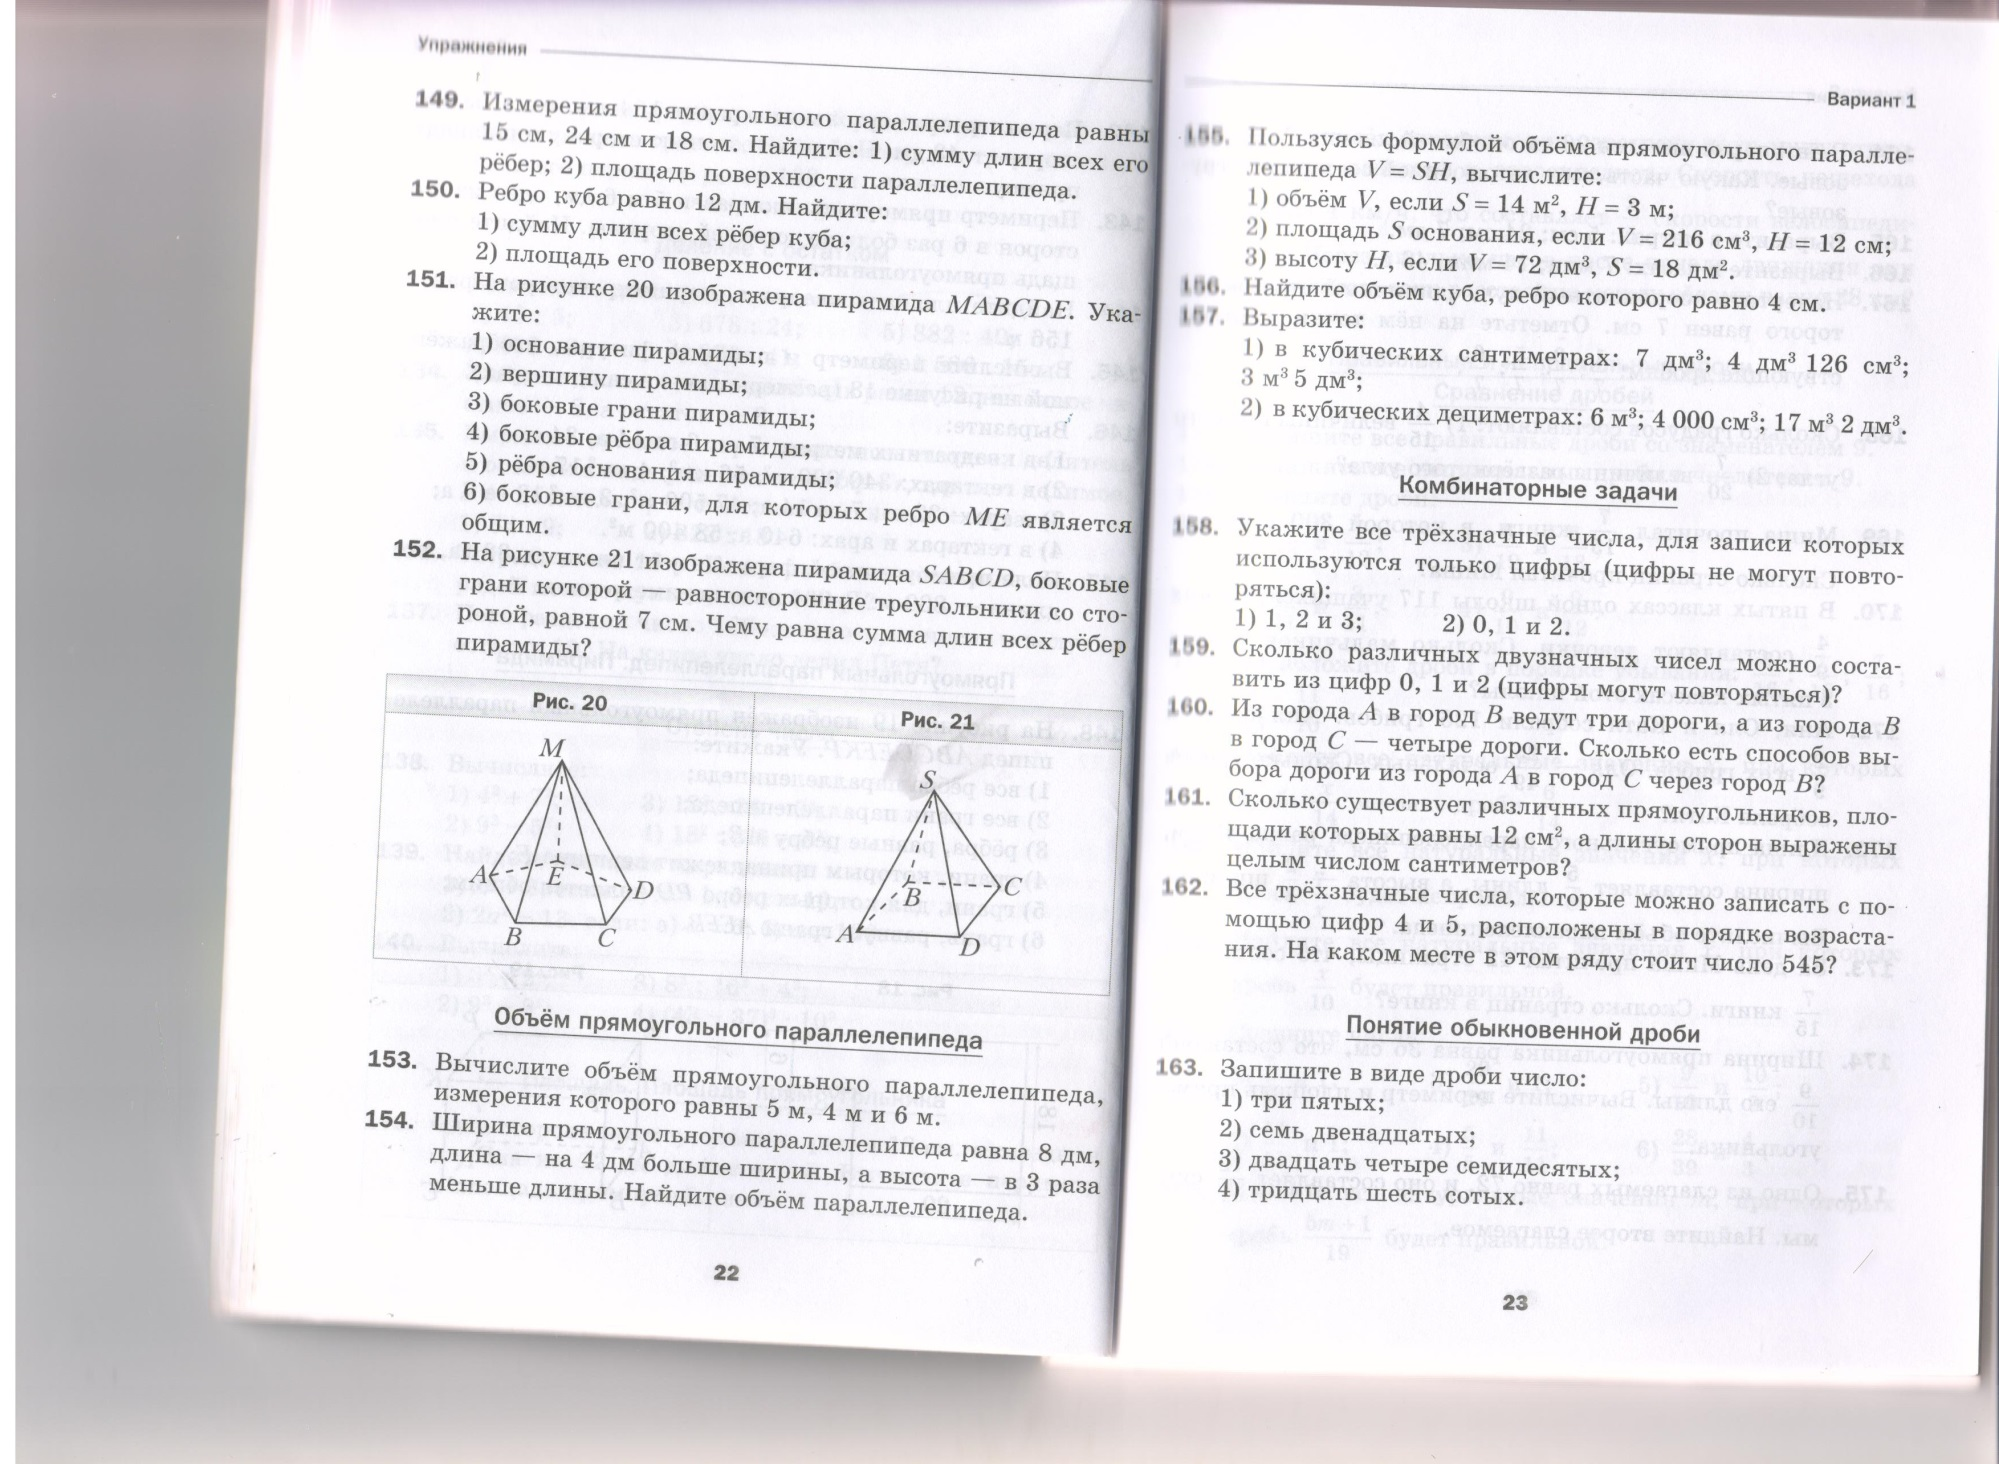 Упражнения
149. Измерения прямоугольного параллелепипеда равны
15 см, 24 см и 18 см. Найдите: 1) сумму длин всех его
рёбер; 2) площадь поверхности параллелепипеда.
150. Ребро куба равно 12 дм. Найдите:
1) сумму длин всех рёбер куба;
2) площадь его поверхности.
151. На рисунке 20 изображена пирамида MABCDE. Ука-
жите:
1) основание пирамиды;
2) вершину пирамиды;
3) боковые грани пирамиды;
4) боковые рёбра пирамиды;
5) рёбра основания пирамиды;
6) боковые грани, для которых ребро ME является
общим.
152. На рисунке 21 изображена пирамида SABCD, боковые
грани которой — равносторонние треугольники со сто-
роной, равной 7 см. Чему равна сумма длин всех рёбер
пирамиды?
Рис. 20
M
A
E
D
B
C
Рис. 21
S
B
C
A
D
Объём прямоугольного параллелепипеда
153. Вычислите объём прямоугольного параллелепипеда,
измерения которого равны 5 м, 4 м и 6 м.
154. Ширина прямоугольного параллелепипеда равна 8 дм,
длина — на 4 дм больше ширины, а высота — в 3 раза
меньше длины. Найдите объём параллелепипеда.
22
Вариант 1
155. Пользуясь формулой объёма прямоугольного паралле-
лепипеда V = SH, вычислите:
1) объём V, если S = 14 м², H = 3 м;
2) площадь S основания, если V = 216 см³, H = 12 см;
3) высоту H, если V = 72 дм³, S = 18 дм².
156. Найдите объём куба, ребро которого равно 4 см.
157. Выразите:
1) в кубических сантиметрах: 7 дм³; 4 дм³ 126 см³;
3 м³ 5 дм³;
2) в кубических дециметрах: 6 м³; 4 000 см³; 17 м³ 2 дм³.
Комбинаторные задачи
158. Укажите все трёхзначные числа, для записи которых
используются только цифры (цифры не могут повто-
ряться):
1) 1, 2 и 3; 2) 0, 1 и 2.
159. Сколько различных двузначных чисел можно соста-
вить из цифр 0, 1 и 2 (цифры могут повторяться)?
160. Из города A в город B ведут три дороги, а из города B
в город C — четыре дороги. Сколько есть способов вы-
бора дороги из города A в город C через город B?
161. Сколько существует различных прямоугольников, пло-
щади которых равны 12 см², а длины сторон выражены
целым числом сантиметров?
162. Все трёхзначные числа, которые можно записать с по-
мощью цифр 4 и 5, расположены в порядке возраста-
ния. На каком месте в этом ряду стоит число 545?
Понятие обыкновенной дроби
163. Запишите в виде дроби число:
1) три пятых;
2) семь двенадцатых;
3) двадцать четыре семидесятых;
4) тридцать шесть сотых.
23